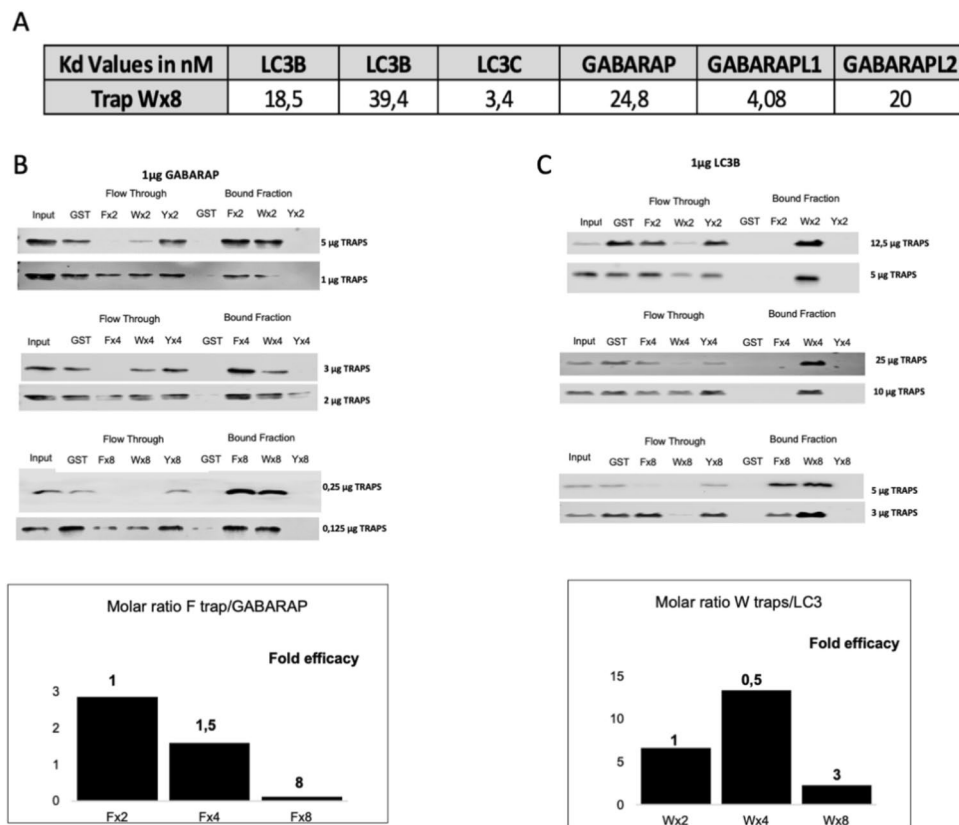 A
Kd Values in nM LC3B LC3B LC3C GABARAP GABARAPL1 GABARAPL2
Trap Wx8 18,5 39,4 3,4 24,8 4,08 20
B
1µg GABARAP
Flow Through Bound Fraction
Input GST Fx2 Wx2 Yx2 GST Fx2 Wx2 Yx2
5 µg TRAPS
1 µg TRAPS
Flow Through Bound Fraction
Input GST Fx4 Wx4 Yx4 GST Fx4 Wx4 Yx4
3 µg TRAPS
2 µg TRAPS
Flow Through Bound Fraction
Input GST Fx8 Wx8 Yx8 GST Fx8 Wx8 Yx8
0,25 µg TRAPS
0,125 µg TRAPS
Molar ratio F trap/GABARAP
Fold efficacy
3
2
1
0
1
1,5
8
Fx2 Fx4 Fx8
C
1µg LC3B
Flow Through Bound Fraction
Input GST Fx2 Wx2 Yx2 GST Fx2 Wx2 Yx2
12,5 µg TRAPS
5 µg TRAPS
Flow Through Bound Fraction
Input GST Fx4 Wx4 Yx4 GST Fx4 Wx4 Yx4
25 µg TRAPS
10 µg TRAPS
Flow Through Bound Fraction
Input GST Fx8 Wx8 Yx8 GST Fx8 Wx8 Yx8
5 µg TRAPS
3 µg TRAPS
Molar ratio W traps/LC3
Fold efficacy
15
10
5
0
1
0,5
3
Wx2 Wx4 Wx8